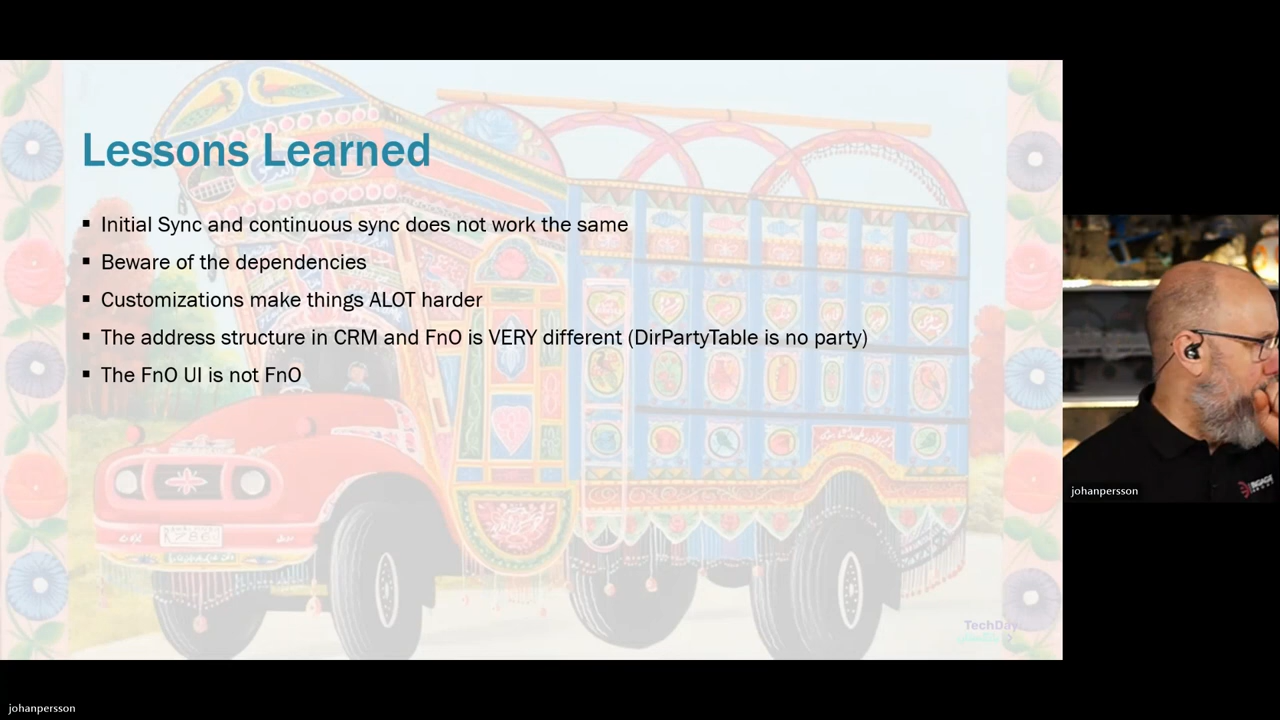 Lessons Learned
▪ Initial Sync and continuous sync does not work the same
▪ Beware of the dependencies
▪ Customizations make things ALOT harder
▪ The address structure in CRM and FnO is VERY different (DirPartyTable is no party)
▪ The FnO UI is not FnO
TechDay
johanpersson
johanpersson